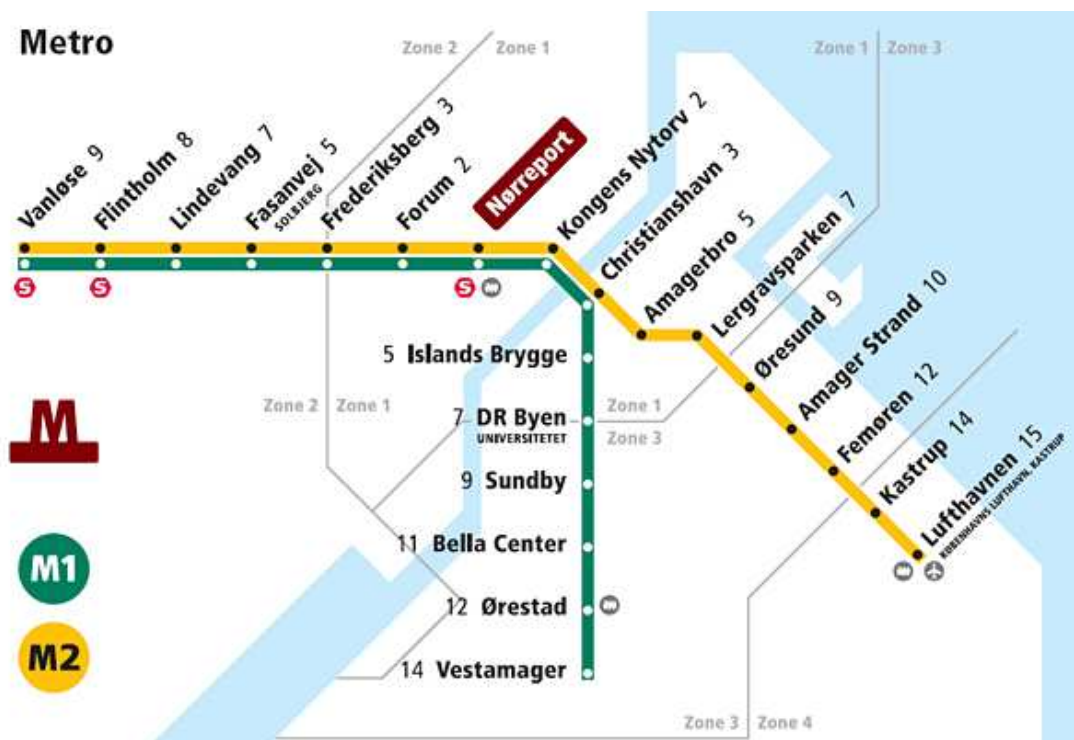 Metro
Zone 2
Zone 1
Zone 1
Zone 3
Vanløse 9
Flintholm 8
Lindevang 7
Fasanvej 5
SOLBJERG
Frederiksberg 3
Forum 2
Nørreport
Kongens Nytorv 2
Christianshavn 3
Amagerbro 5
Lergravsparken 7
Øresund 9
Amager Strand 10
Femøren 12
Kastrup 14
Lufthavnen 15
KØBENHAVNS LUFTHAVN, KASTRUP
S
S
S
5 Islands Brygge
Zone 2
Zone 1
7 DR Byen
UNIVERSITETET
Zone 1
Zone 3
M
9 Sundby
11 Bella Center
M1
12 Ørestad
M2
14 Vestamager
Zone 3
Zone 4